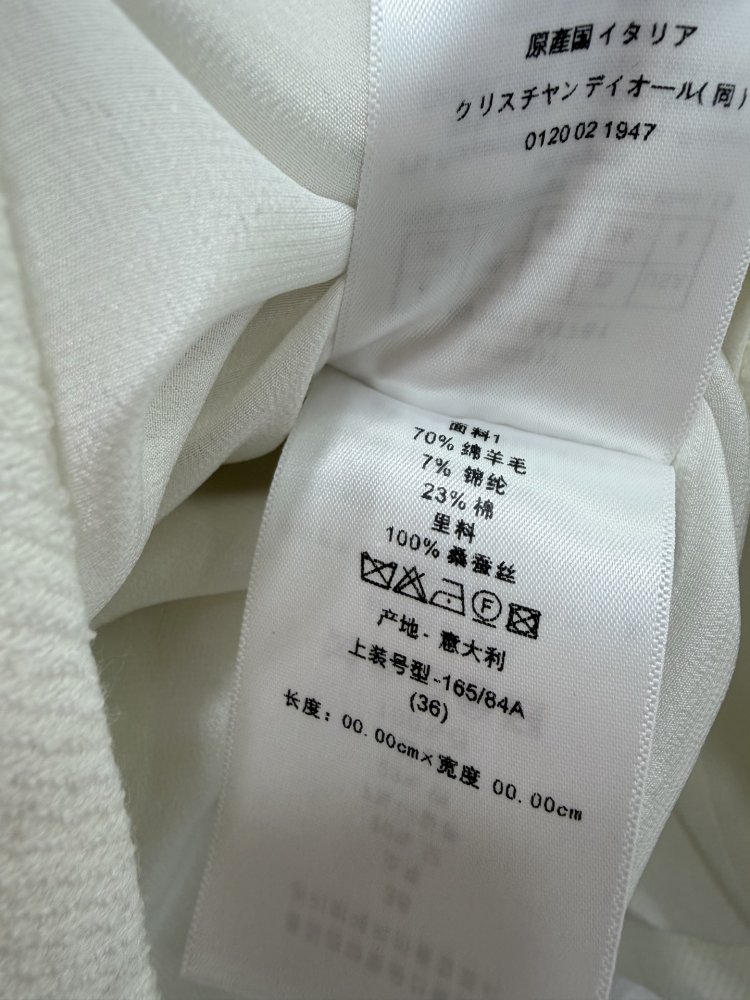 原産国イタリア
クリスチャン ディオール(同)
0120 02 1947
面料1
70% 绵羊毛
7% 锦纶
23% 棉
里料
100% 桑蚕丝
F
产地- 意大利
上装号型-165/84A
(36)
长度: 00.00cm×宽度 00.00cm